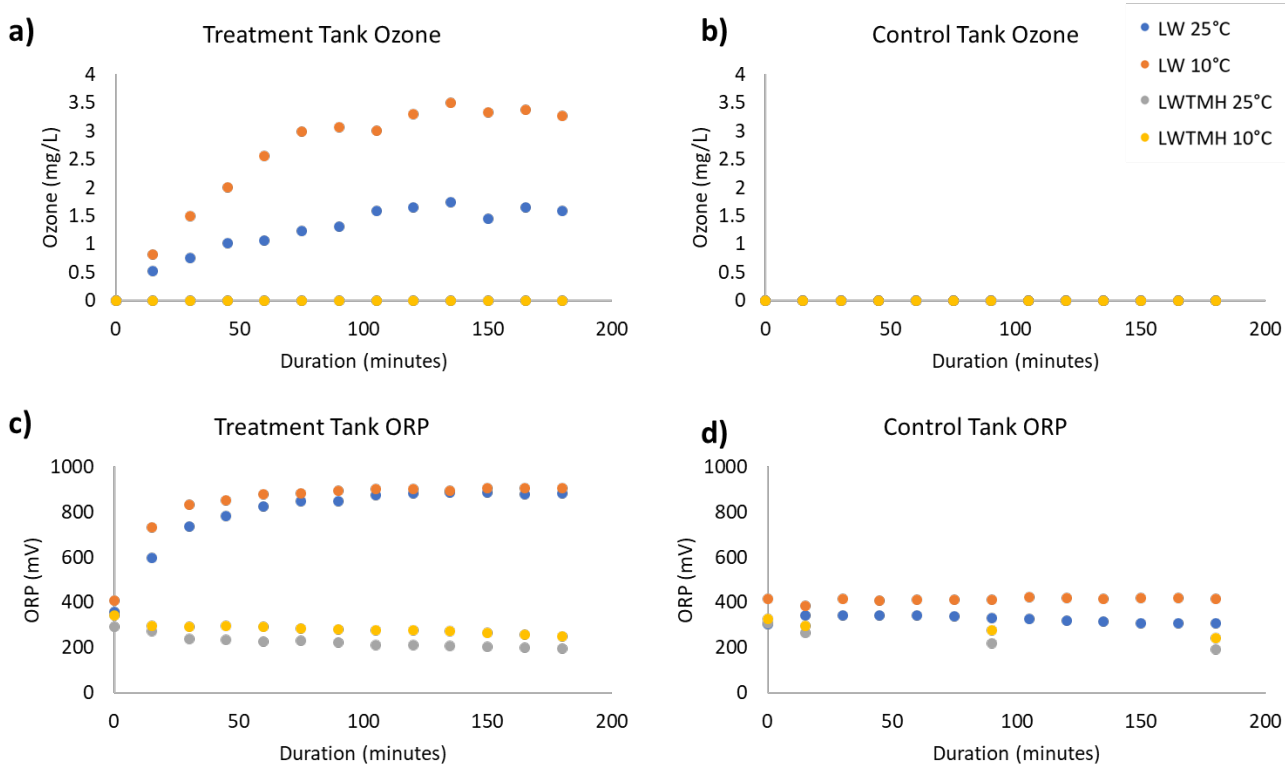 a)
Treatment Tank Ozone
4
3.5
3
2.5
2
1.5
1
0.5
0
Ozone (mg/L)
0 50 100 150 200
Duration (minutes)
b)
Control Tank Ozone
4
3.5
3
2.5
2
1.5
1
0.5
0
Ozone (mg/L)
0 50 100 150 200
Duration (minutes)
LW 25°C
LW 10°C
LWTMH 25°C
LWTMH 10°C
c)
Treatment Tank ORP
1000
800
600
400
200
0
ORP (mV)
0 50 100 150 200
Duration (minutes)
d)
Control Tank ORP
1000
800
600
400
200
0
ORP (mV)
0 50 100 150 200
Duration (minutes)